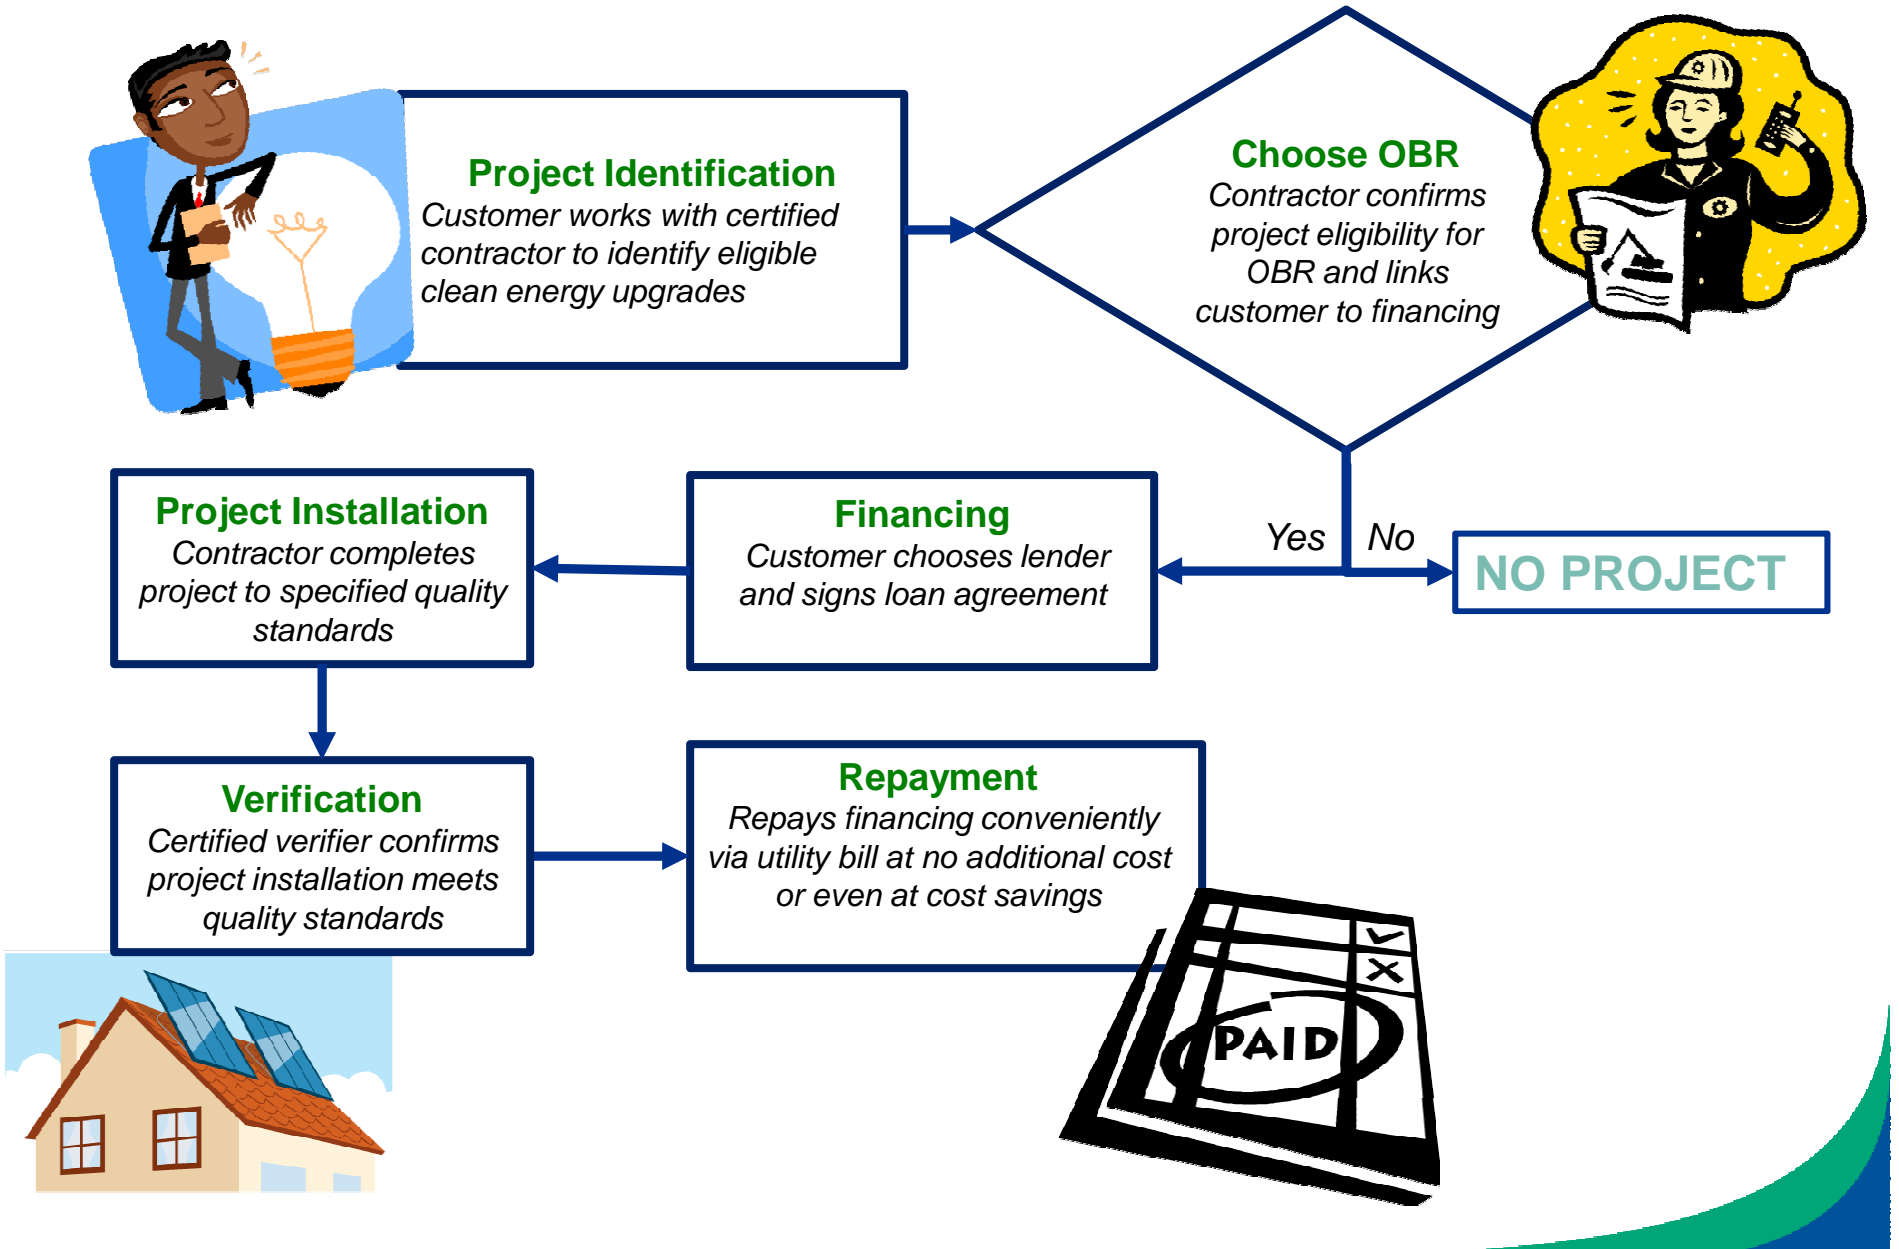 Project Identification
Customer works with certified
contractor to identify eligible
clean energy upgrades
Choose OBR
Contractor confirms
project eligibility for
OBR and links
customer to financing
Yes
No
NO PROJECT
Financing
Customer chooses lender
and signs loan agreement
Project Installation
Contractor completes
project to specified quality
standards
Verification
Certified verifier confirms
project installation meets
quality standards
Repayment
Repays financing conveniently
via utility bill at no additional cost
or even at cost savings
PAID